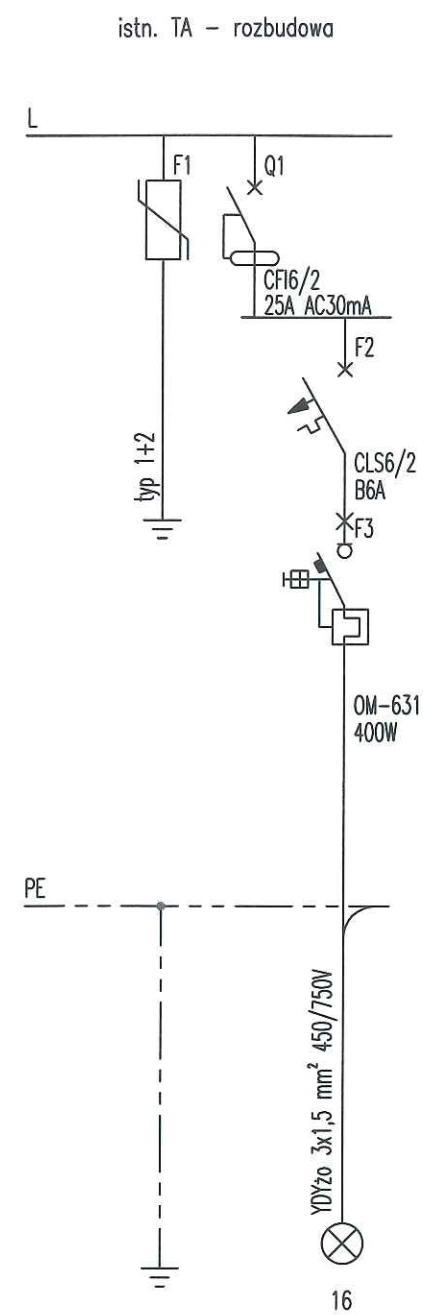 istn. TA – rozbudowa
L
F1
Q1
CFI6/2
25A AC30mA
F2
typ 1+2
CLS6/2
B6A
F3
OM-631
400W
PE
YDYżo 3x1,5 mm² 450/750V
16